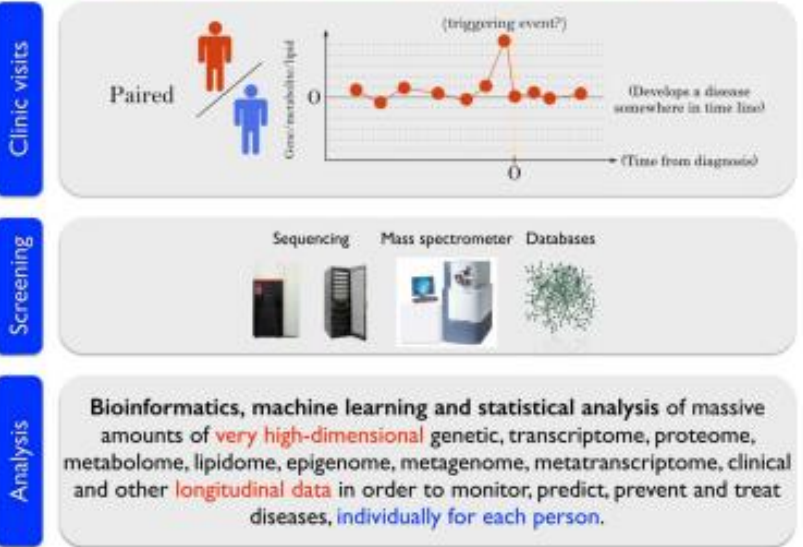 Clinic visits
(triggering event?)
Paired
Gene/metabolite/lipid
O
(Develops a disease
somewhere in time line)
(Time from diagnosis)
O
Screening
Sequencing
Mass spectrometer
Databases
Analysis
Bioinformatics, machine learning and statistical analysis of massive
amounts of very high-dimensional genetic, transcriptome, proteome,
metabolome, lipidome, epigenome, metagenome, metatranscriptome, clinical
and other longitudinal data in order to monitor, predict, prevent and treat
diseases, individually for each person.